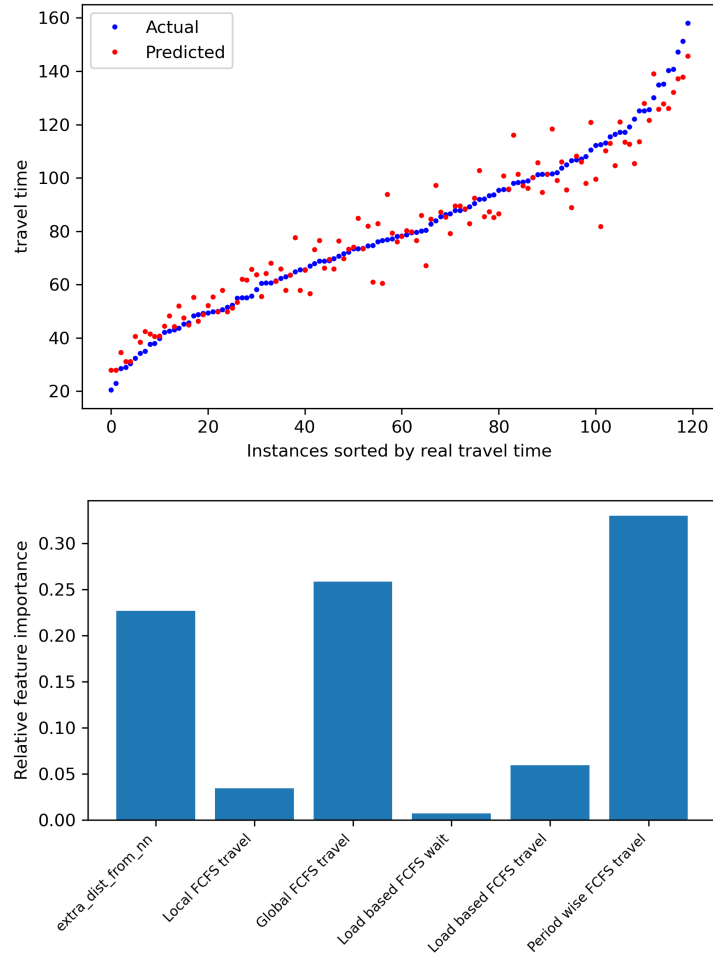 160
140
120
100
80
60
40
20
travel time
Actual
Predicted
0 20 40 60 80 100 120
Instances sorted by real travel time
0.30
0.25
0.20
0.15
0.10
0.05
0.00
Relative feature importance
extra_dist_from_nn
Local FCFS travel
Global FCFS travel
Load based FCFS wait
Load based FCFS travel
Period wise FCFS travel